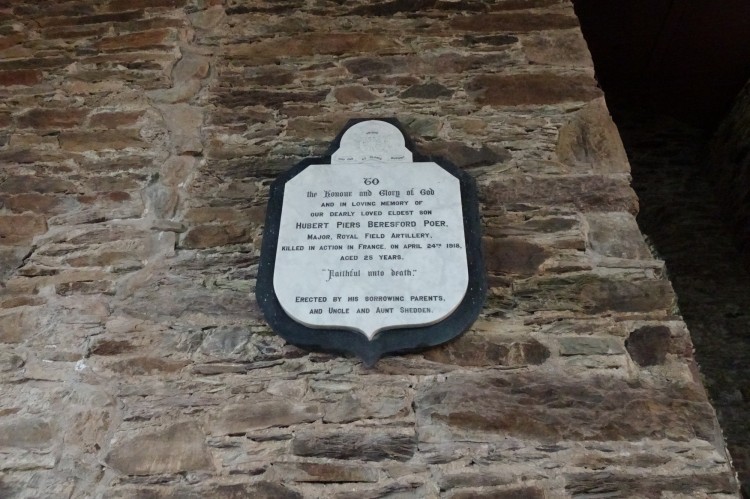 TO
the Honour and Glory of God
AND IN LOVING MEMORY OF
OUR DEARLY LOVED ELDEST SON
HUBERT PIERS BERESFORD POER,
MAJOR, ROYAL FIELD ARTILLERY,
KILLED IN ACTION IN FRANCE, ON APRIL 24TH 1918,
AGED 25 YEARS.
"Faithful unto death."
ERECTED BY HIS SORROWING PARENTS,
AND UNCLE AND AUNT SHEDDEN.